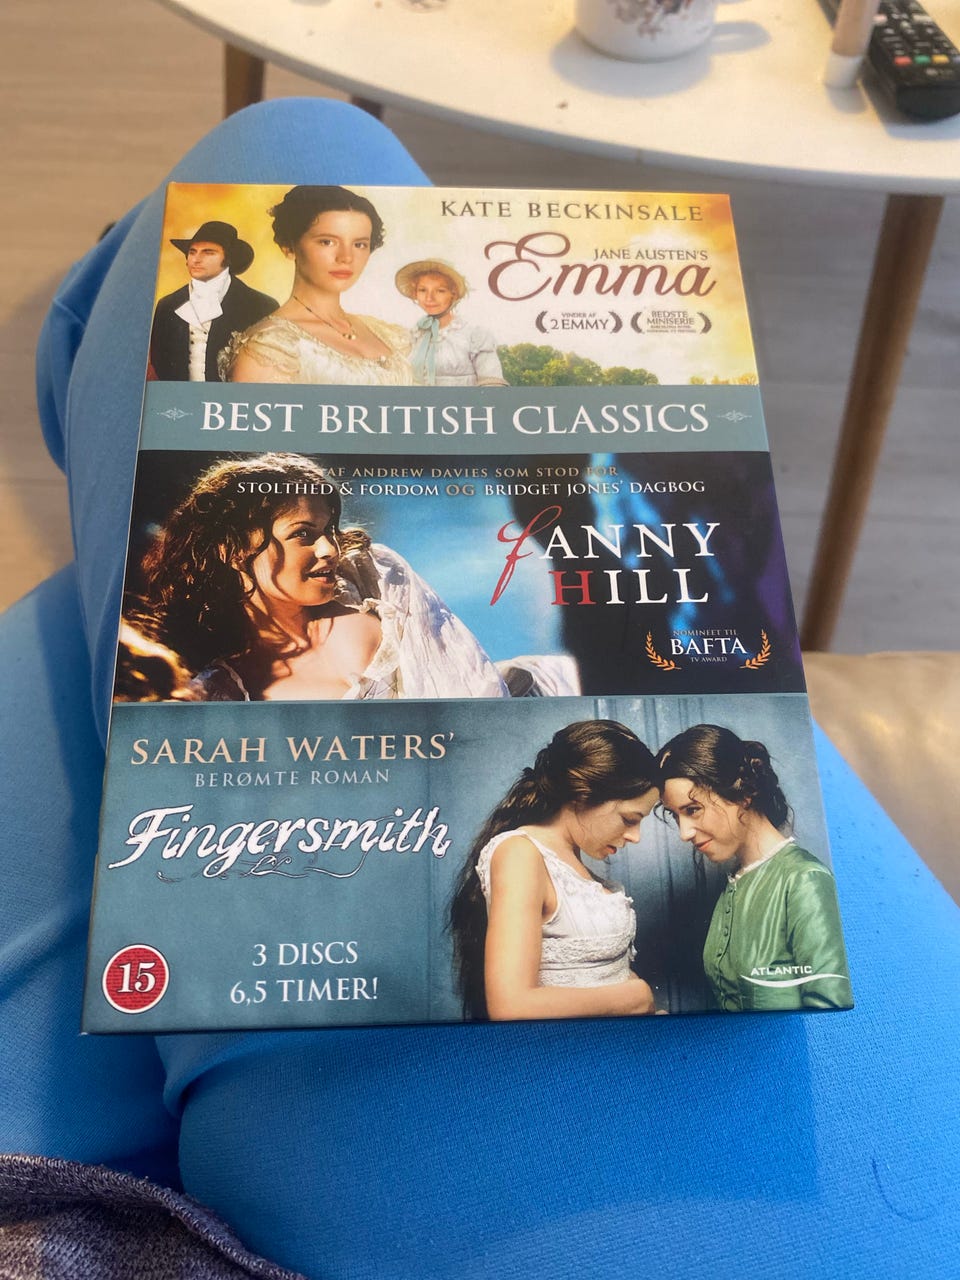 KATE BECKINSALE
JANE AUSTEN'S
Emma
VINDER AF
2 EMMY
BEDSTE
MINISERIE
BEST BRITISH CLASSICS
AF ANDREW DAVIES SOM STOD FOR
STOLTHED & FORDOM OG BRIDGET JONES' DAGBOG
FANNY
HILL
NOMINEET TIL
BAFTA
TV AWARD
SARAH WATERS'
BERØMTE ROMAN
Fingersmith
3 DISCS
6,5 TIMER!
15
ATLANTIC